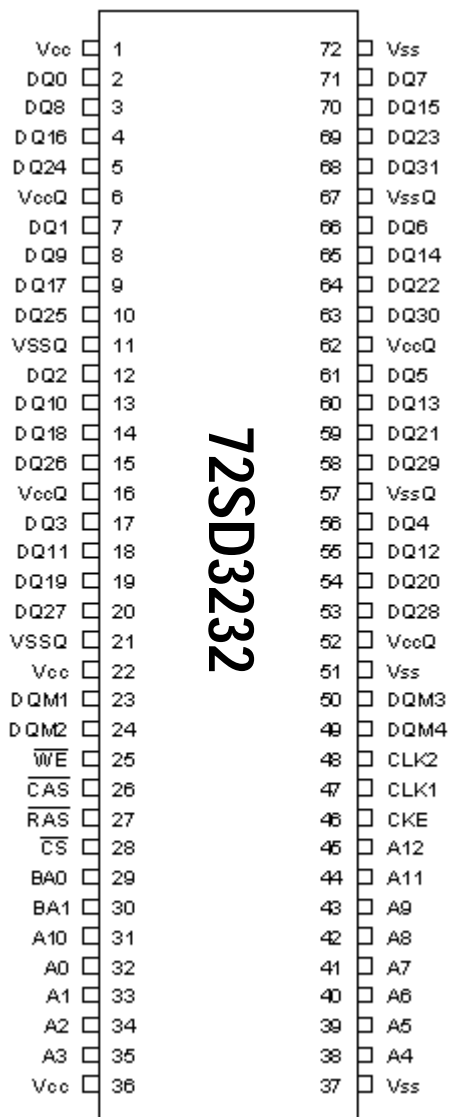 Vcc 1 72 Vss
DQ0 2 71 DQ7
DQ8 3 70 DQ15
DQ16 4 69 DQ23
DQ24 5 68 DQ31
VccQ 6 67 VssQ
DQ1 7 66 DQ6
DQ9 8 65 DQ14
DQ17 9 64 DQ22
DQ25 10 63 DQ30
VSSQ 11 62 VccQ
DQ2 12 61 DQ5
DQ10 13 60 DQ13
DQ18 14 59 DQ21
DQ26 15 58 DQ29
VccQ 16 57 VssQ
DQ3 17 56 DQ4
DQ11 18 55 DQ12
DQ19 19 54 DQ20
DQ27 20 53 DQ28
VSSQ 21 52 VccQ
Vcc 22 51 Vss
DQM1 23 50 DQM3
DQM2 24 49 DQM4
WE 25 48 CLK2
CAS 26 47 CLK1
RAS 27 46 CKE
CS 28 45 A12
BA0 29 44 A11
BA1 30 43 A9
A10 31 42 A8
A0 32 41 A7
A1 33 40 A6
A2 34 39 A5
A3 35 38 A4
Vcc 36 37 Vss
72SD3232